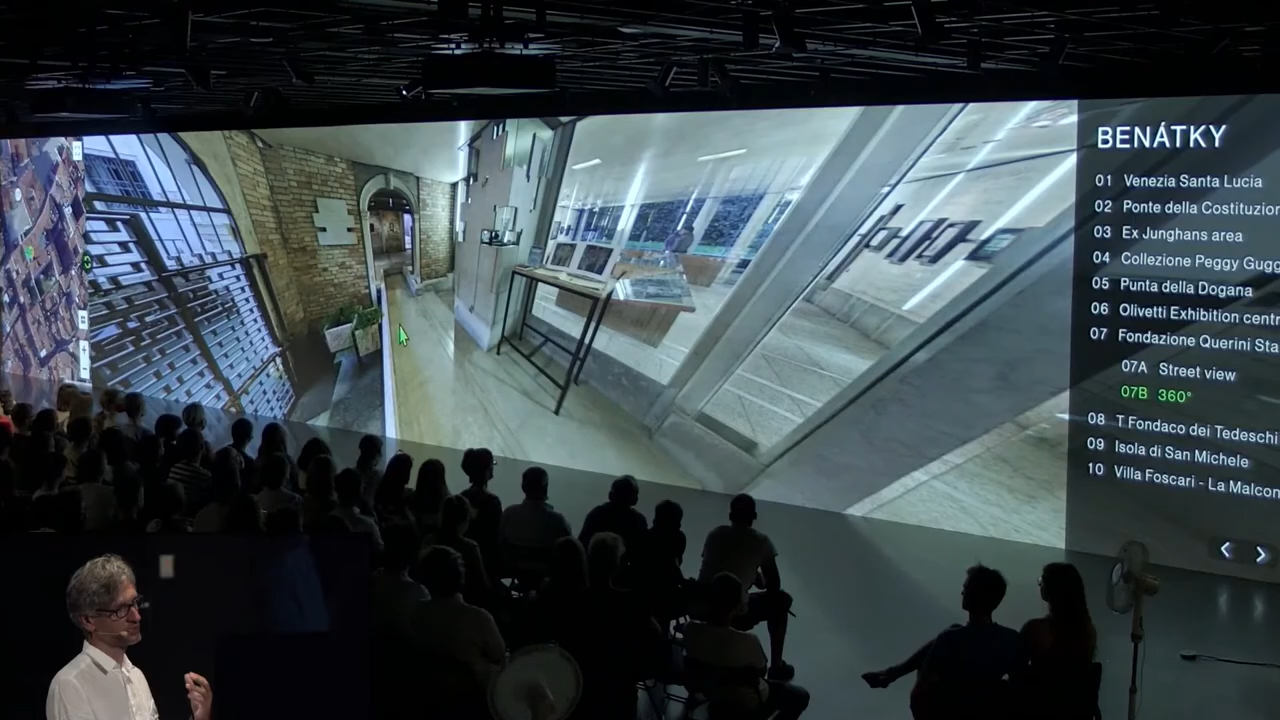 BENÁTKY
01 Venezia Santa Lucia
02 Ponte della Costituzion
03 Ex Junghans area
04 Collezione Peggy Gugg
05 Punta della Dogana
06 Olivetti Exhibition centr
07 Fondazione Querini Sta
07A Street view
07B 360°
08 T Fondaco dei Tedeschi
09 Isola di San Michele
10 Villa Foscari - La Malcon